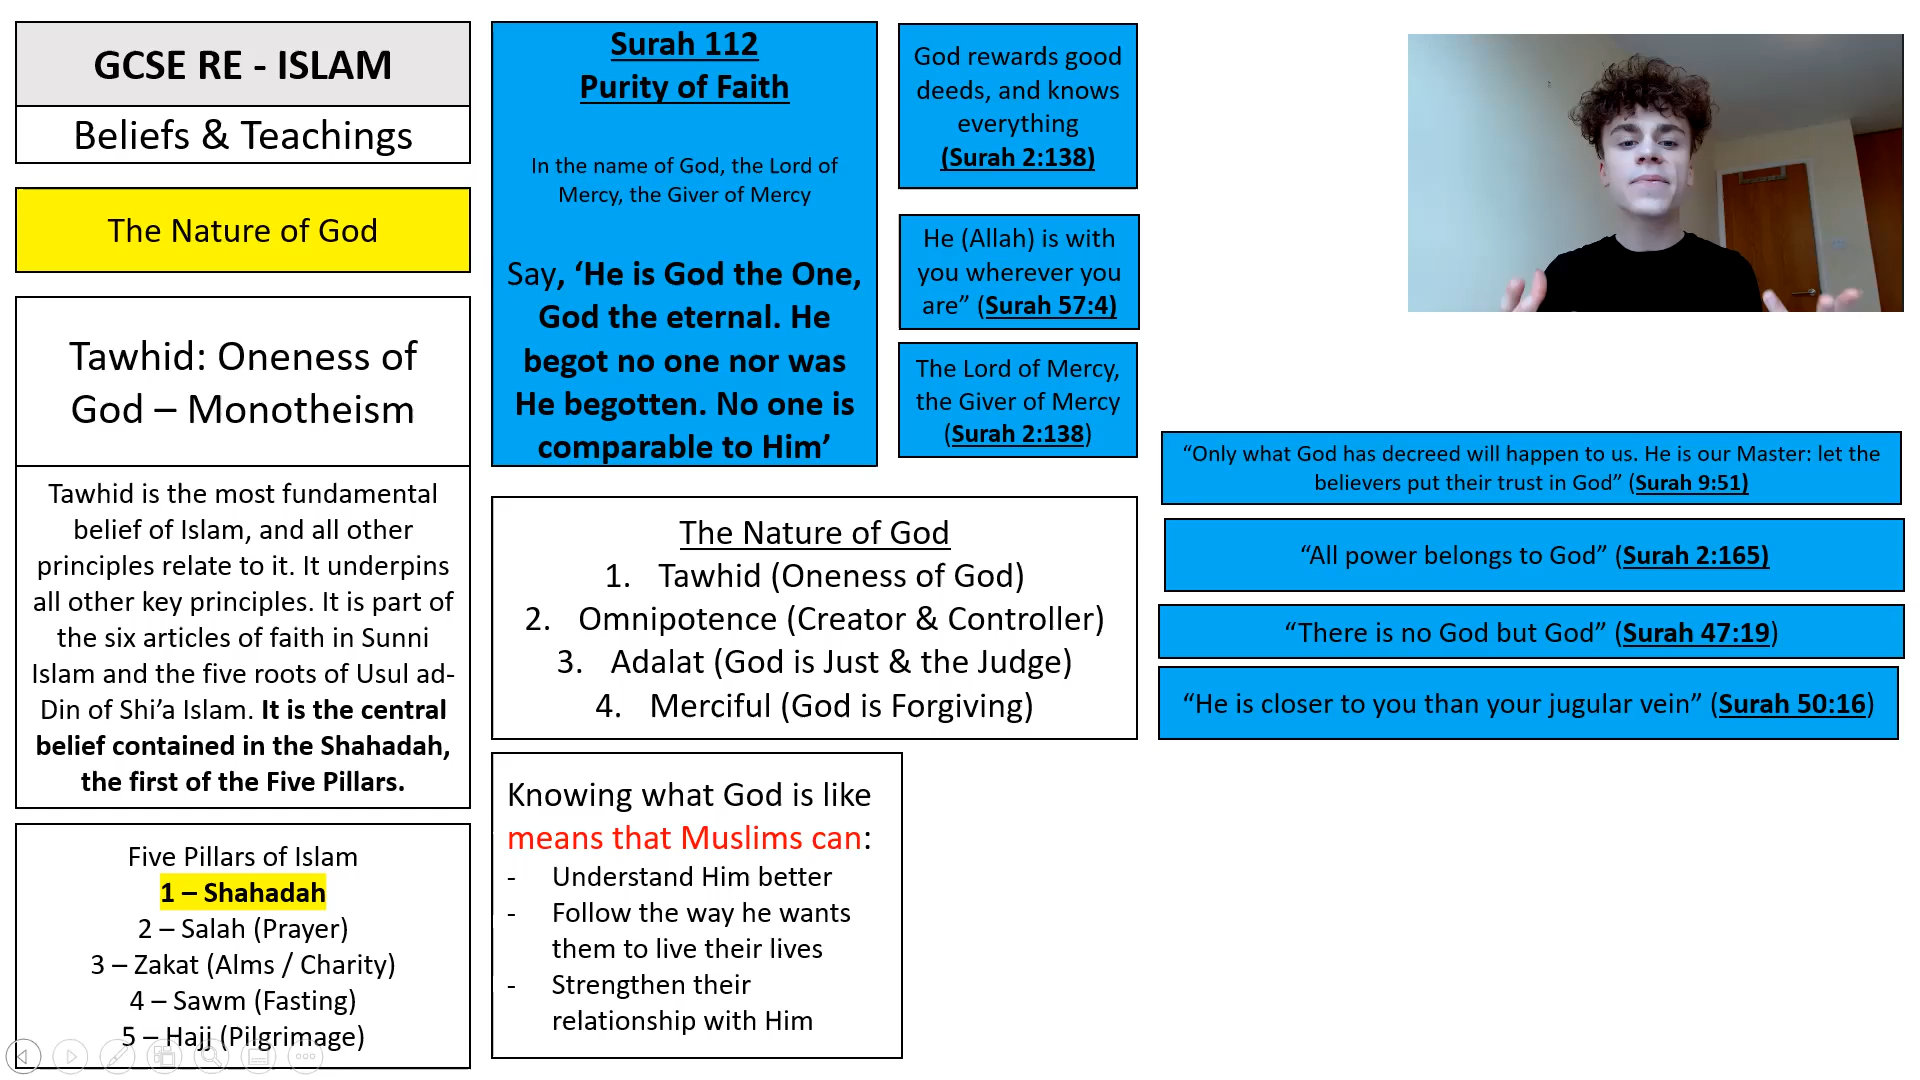 GCSE RE - ISLAM
Beliefs & Teachings
The Nature of God
Tawhid: Oneness of
God – Monotheism
Tawhid is the most fundamental
belief of Islam, and all other
principles relate to it. It underpins
all other key principles. It is part of
the six articles of faith in Sunni
Islam and the five roots of Usul ad-
Din of Shi’a Islam. It is the central
belief contained in the Shahadah,
the first of the Five Pillars.
Five Pillars of Islam
1 – Shahadah
2 – Salah (Prayer)
3 – Zakat (Alms / Charity)
4 – Sawm (Fasting)
5 – Hajj (Pilgrimage)
Surah 112
Purity of Faith
In the name of God, the Lord of
Mercy, the Giver of Mercy
Say, ‘He is God the One,
God the eternal. He
begot no one nor was
He begotten. No one is
comparable to Him’
The Nature of God
1. Tawhid (Oneness of God)
2. Omnipotence (Creator & Controller)
3. Adalat (God is Just & the Judge)
4. Merciful (God is Forgiving)
Knowing what God is like
means that Muslims can:
- Understand Him better
- Follow the way he wants
them to live their lives
- Strengthen their
relationship with Him
God rewards good
deeds, and knows
everything
(Surah 2:138)
He (Allah) is with
you wherever you
are” (Surah 57:4)
The Lord of Mercy,
the Giver of Mercy
(Surah 2:138)
“Only what God has decreed will happen to us. He is our Master: let the
believers put their trust in God” (Surah 9:51)
“All power belongs to God” (Surah 2:165)
“There is no God but God” (Surah 47:19)
“He is closer to you than your jugular vein” (Surah 50:16)